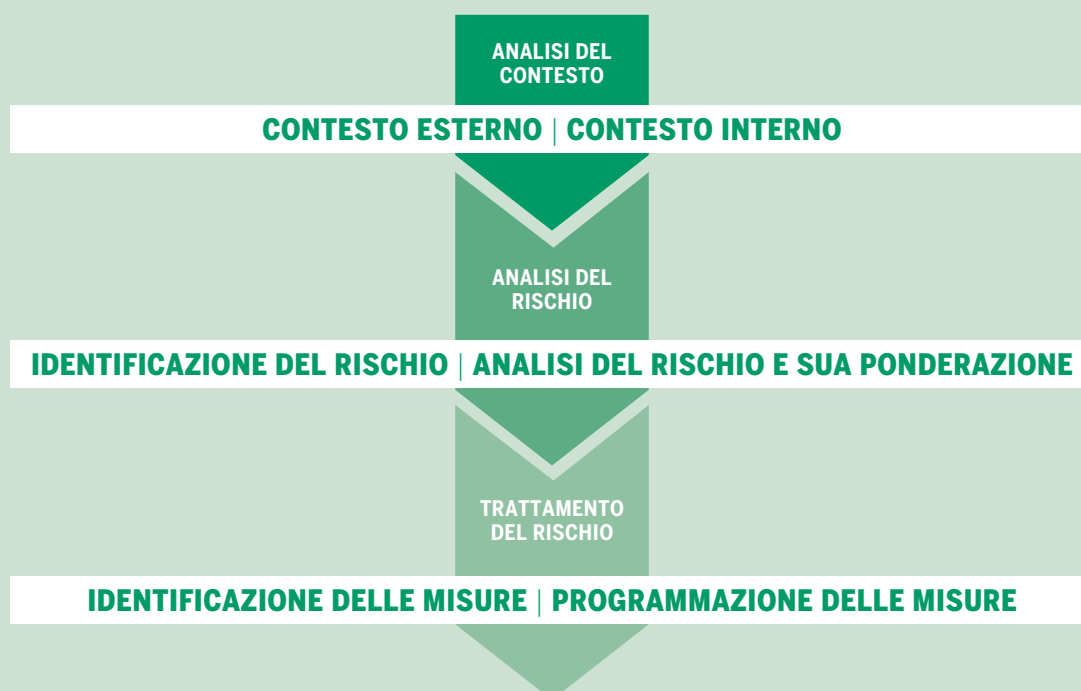 ANALISI DEL
CONTESTO
CONTESTO ESTERNO | CONTESTO INTERNO
ANALISI DEL
RISCHIO
IDENTIFICAZIONE DEL RISCHIO | ANALISI DEL RISCHIO E SUA PONDERAZIONE
TRATTAMENTO
DEL RISCHIO
IDENTIFICAZIONE DELLE MISURE | PROGRAMMAZIONE DELLE MISURE